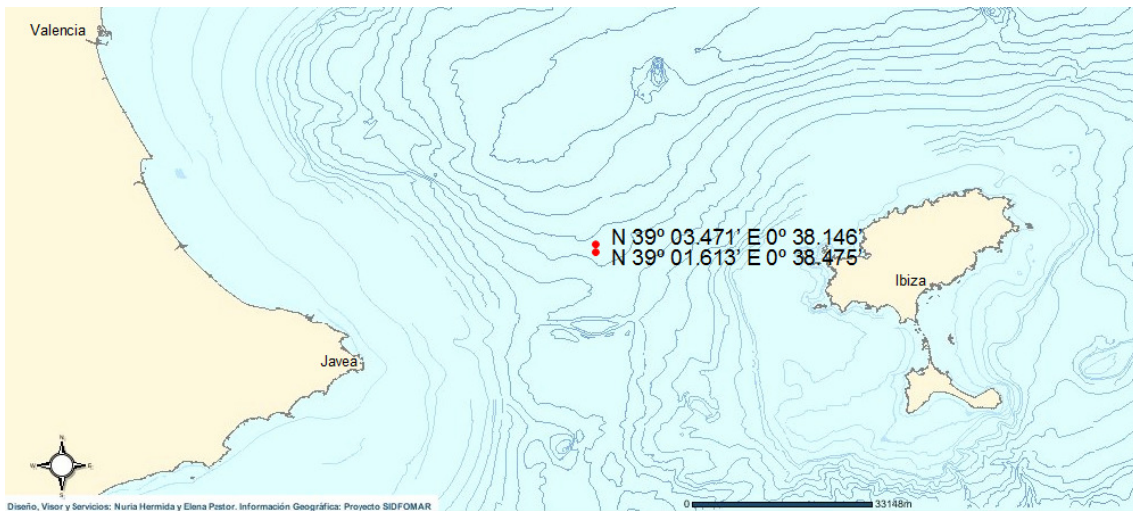 Valencia
N 39º 03.471' E 0º 38.146'
N 39º 01.613' E 0º 38.475'
Ibiza
Javea
N
W E
S
0 33148m
Diseño, Visor y Servicios: Nuria Hermida y Elena Pastor. Información Geográfica: Proyecto SIDFOMAR